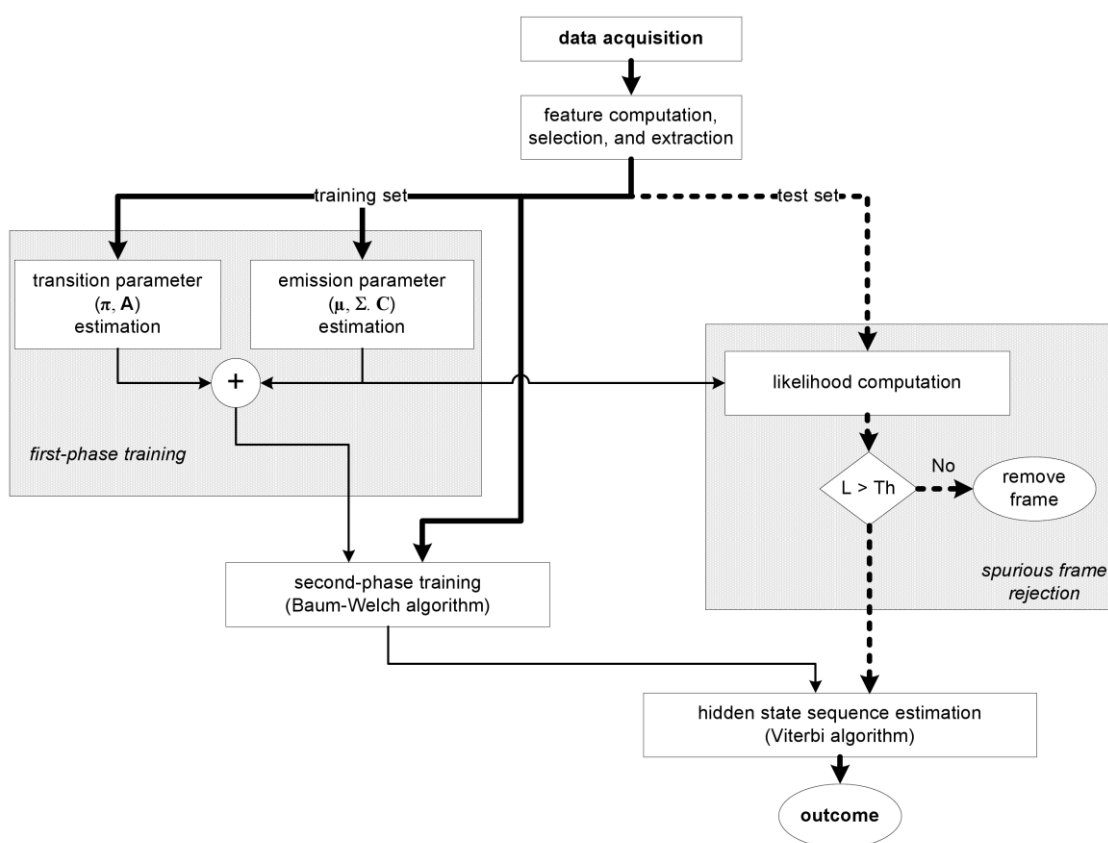 data acquisition
feature computation,
selection, and extraction
training set
test set
transition parameter
(π, A)
estimation
emission parameter
(μ, Σ. C)
estimation
+
first-phase training
likelihood computation
L > Th
No
remove
frame
spurious frame
rejection
second-phase training
(Baum-Welch algorithm)
hidden state sequence estimation
(Viterbi algorithm)
outcome